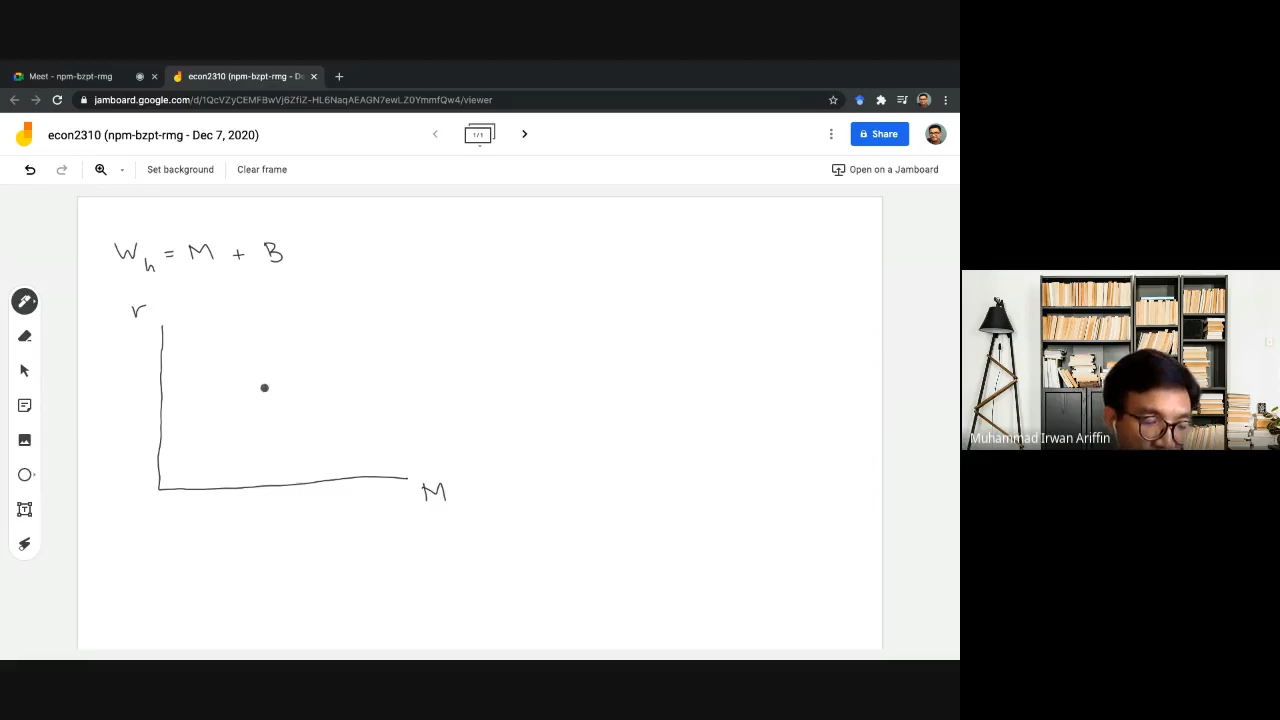 Meet - npm-bzpt-rmg
econ2310 (npm-bzpt-rmg - De
jamboard.google.com/d/1QcVZyCEMFBwVj6ZfiZ-HL6NaqAEAGN7ewLZ0YmmfQw4/viewer
econ2310 (npm-bzpt-rmg - Dec 7, 2020)
1/1
Share
Set background
Clear frame
Open on a Jamboard
W_h = M + B
r
M
Muhammad Irwan Ariffin